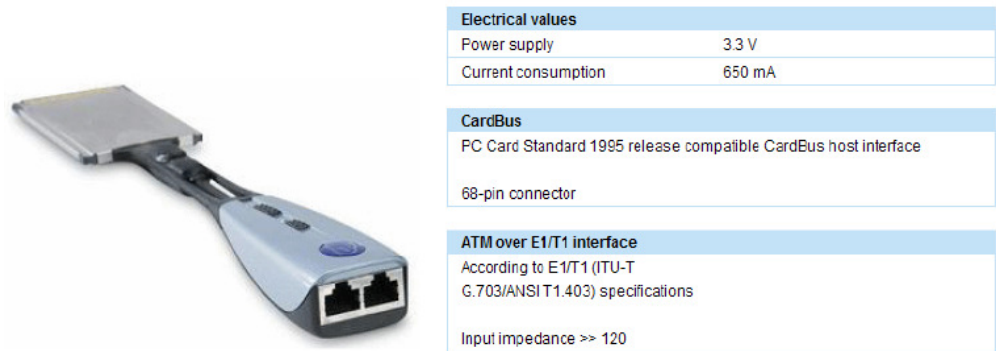 Electrical values
Power supply 3.3 V
Current consumption 650 mA
CardBus
PC Card Standard 1995 release compatible CardBus host interface
68-pin connector
ATM over E1/T1 interface
According to E1/T1 (ITU-T
G.703/ANSI T1.403) specifications
Input impedance >> 120